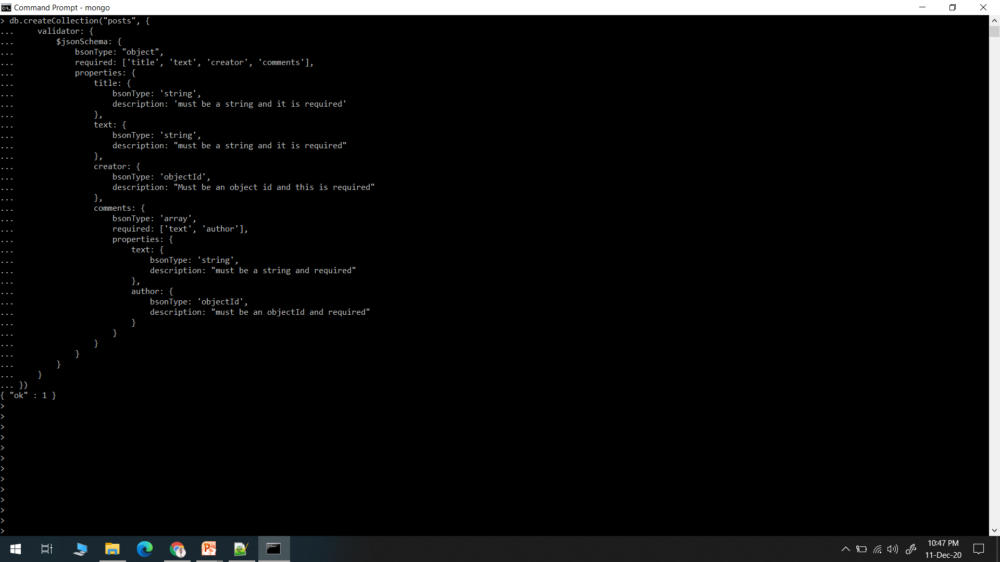 Command Prompt - mongo
> db.createCollection("posts", {
...     validator: {
...         $jsonSchema: {
...             bsonType: "object",
...             required: ['title', 'text', 'creator', 'comments'],
...             properties: {
...                 title: {
...                     bsonType: 'string',
...                     description: 'must be a string and it is required'
...                 },
...                 text: {
...                     bsonType: 'string',
...                     description: "must be a string and it is required"
...                 },
...                 creator: {
...                     bsonType: 'objectId',
...                     description: "Must be an object id and this is required"
...                 },
...                 comments: {
...                     bsonType: 'array',
...                     required: ['text', 'author'],
...                     properties: {
...                         text: {
...                             bsonType: 'string',
...                             description: "must be a string and required"
...                         },
...                         author: {
...                             bsonType: 'objectId',
...                             description: "must be an objectId and required"
...                         }
...                     }
...                 }
...             }
...         }
...     }
... })
{ "ok" : 1 }
>
>
>
>
>
>
>
>
>
>
>
>
>
10:47 PM
11-Dec-20